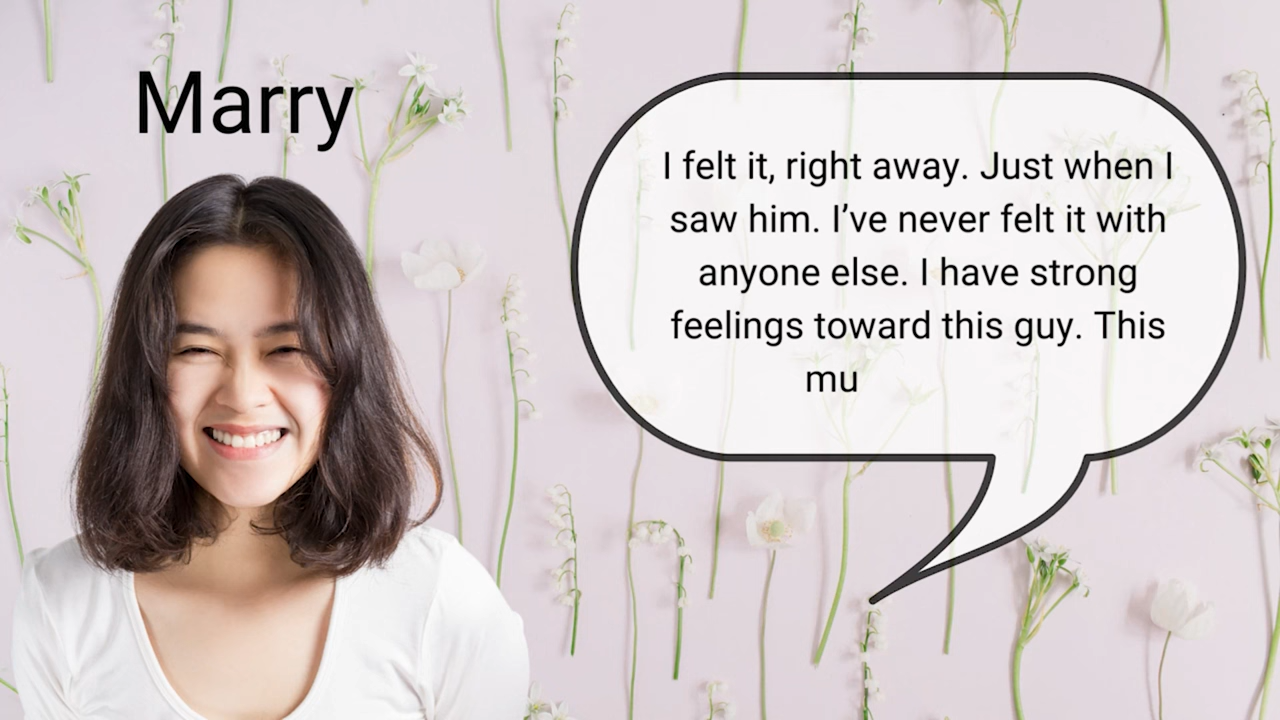 Marry
I felt it, right away. Just when I
saw him. I’ve never felt it with
anyone else. I have strong
feelings toward this guy. This
mu